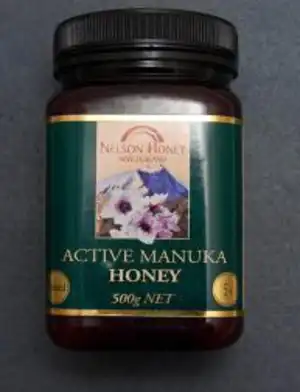 NELSON HONEY
NEW ZEALAND
ACTIVE MANUKA
HONEY
500g NET